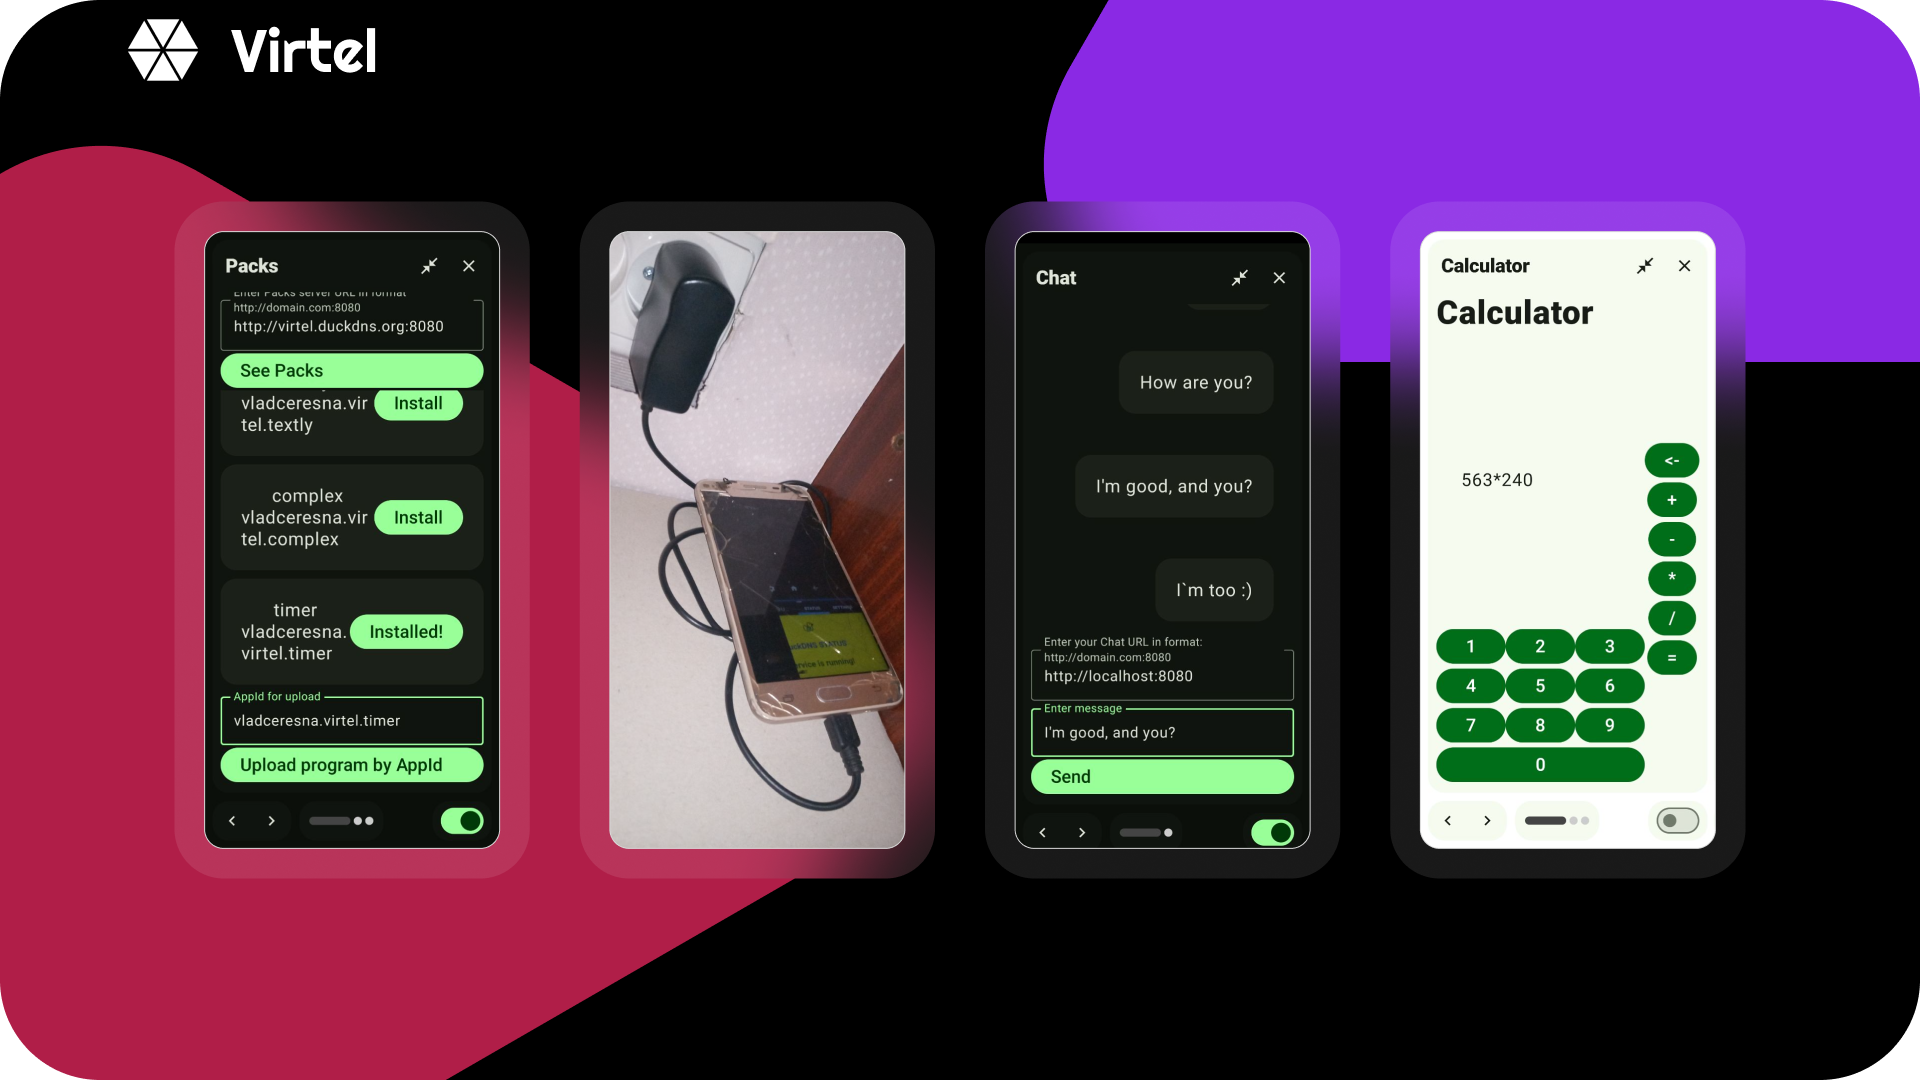 Virtel
Packs
Enter Packs server URL in format
http://domain.com:8080
http://virtel.duckdns.org:8080
See Packs
vladceresna.vir
tel.textly
Install
complex
vladceresna.vir
tel.complex
Install
timer
vladceresna.
virtel.timer
Installed!
AppId for upload
vladceresna.virtel.timer
Upload program by AppId
Chat
How are you?
I'm good, and you?
I`m too :)
Enter your Chat URL in format:
http://domain.com:8080
http://localhost:8080
Enter message
I'm good, and you?
Send
Calculator
Calculator
563*240
<-
+
-
*
/
=
1 2 3
4 5 6
7 8 9
0